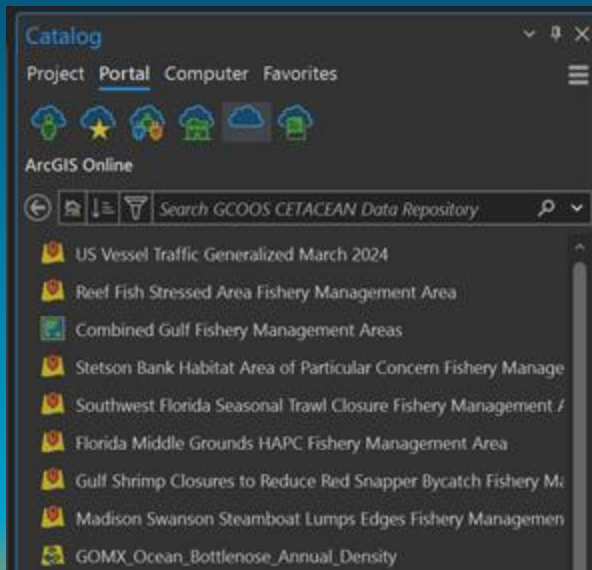 Catalog
Project Portal Computer Favorites
ArcGIS Online
Search GCOOS CETACEAN Data Repository
US Vessel Traffic Generalized March 2024
Reef Fish Stressed Area Fishery Management Area
Combined Gulf Fishery Management Areas
Stetson Bank Habitat Area of Particular Concern Fishery Manage
Southwest Florida Seasonal Trawl Closure Fishery Management A
Florida Middle Grounds HAPC Fishery Management Area
Gulf Shrimp Closures to Reduce Red Snapper Bycatch Fishery Ma
Madison Swanson Steamboat Lumps Edges Fishery Managemen
GOMX_Ocean_Bottlenose_Annual_Density